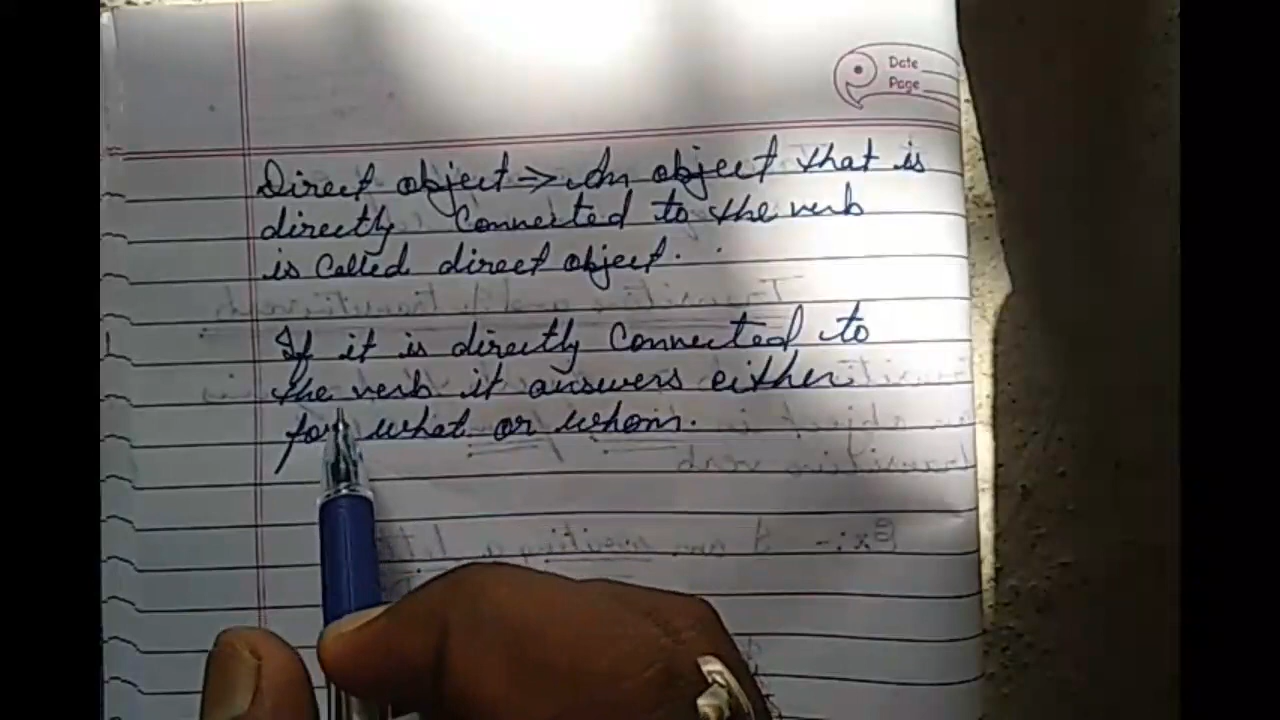 Date
Page
Direct object → An object that is
directly connected to the verb
is called direct object.
If it is directly connected to
the verb it answers either
for what or whom.